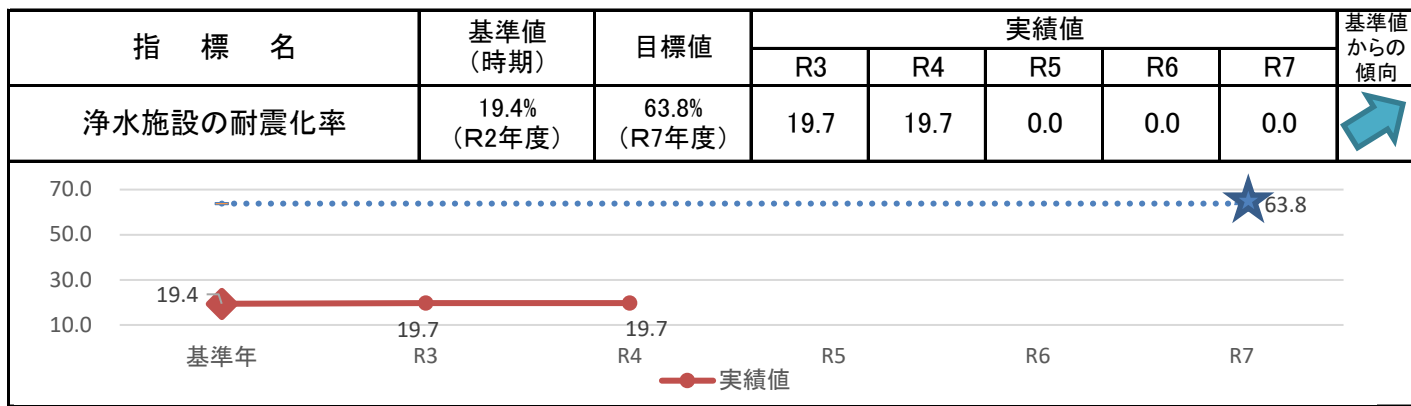 指　標　名
基準値
（時期）
目標値
実績値
基準値
からの
傾向
R3 R4 R5 R6 R7
浄水施設の耐震化率
19.4%
（R2年度）
63.8%
（R7年度）
19.7 19.7 0.0 0.0 0.0
70.0
50.0
30.0
10.0
63.8
19.4
19.7
19.7
基準年 R3 R4 R5 R6 R7
実績値